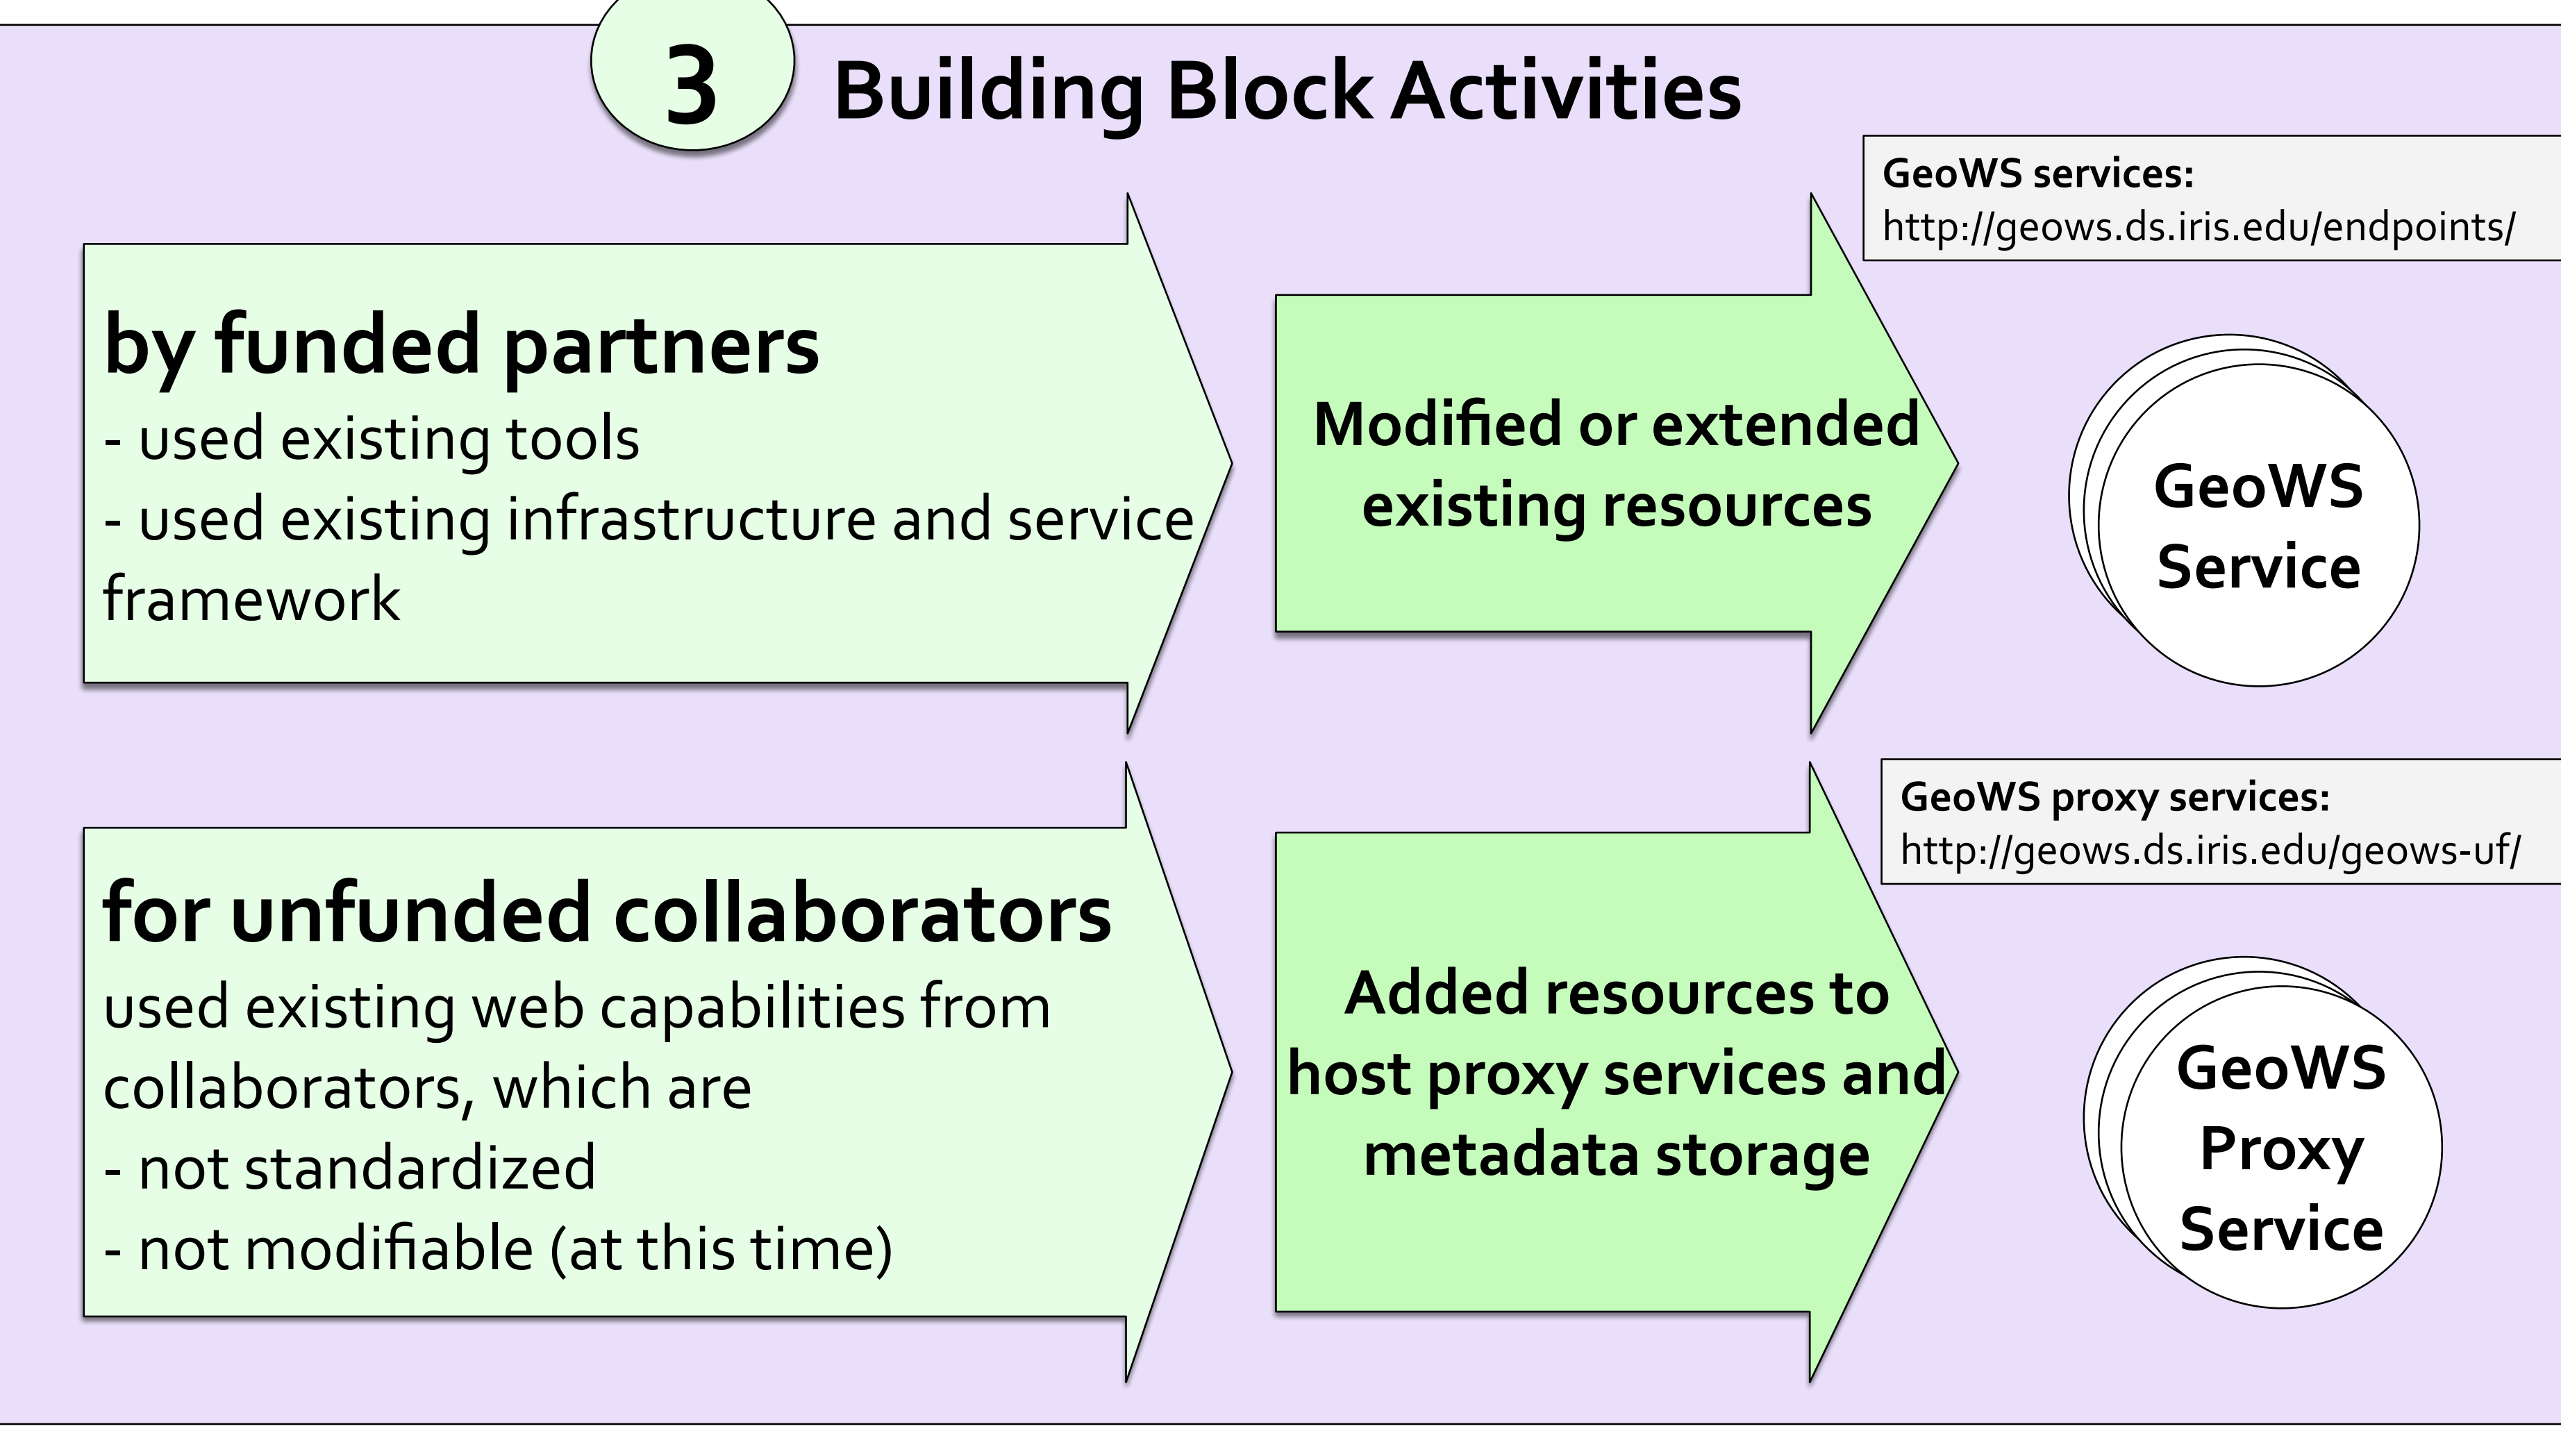 3
Building Block Activities
GeoWS services:
http://geows.ds.iris.edu/endpoints/
by funded partners
- used existing tools
- used existing infrastructure and service
framework
Modified or extended
existing resources
GeoWS
Service
GeoWS proxy services:
http://geows.ds.iris.edu/geows-uf/
for unfunded collaborators
used existing web capabilities from
collaborators, which are
- not standardized
- not modifiable (at this time)
Added resources to
host proxy services and
metadata storage
GeoWS
Proxy
Service